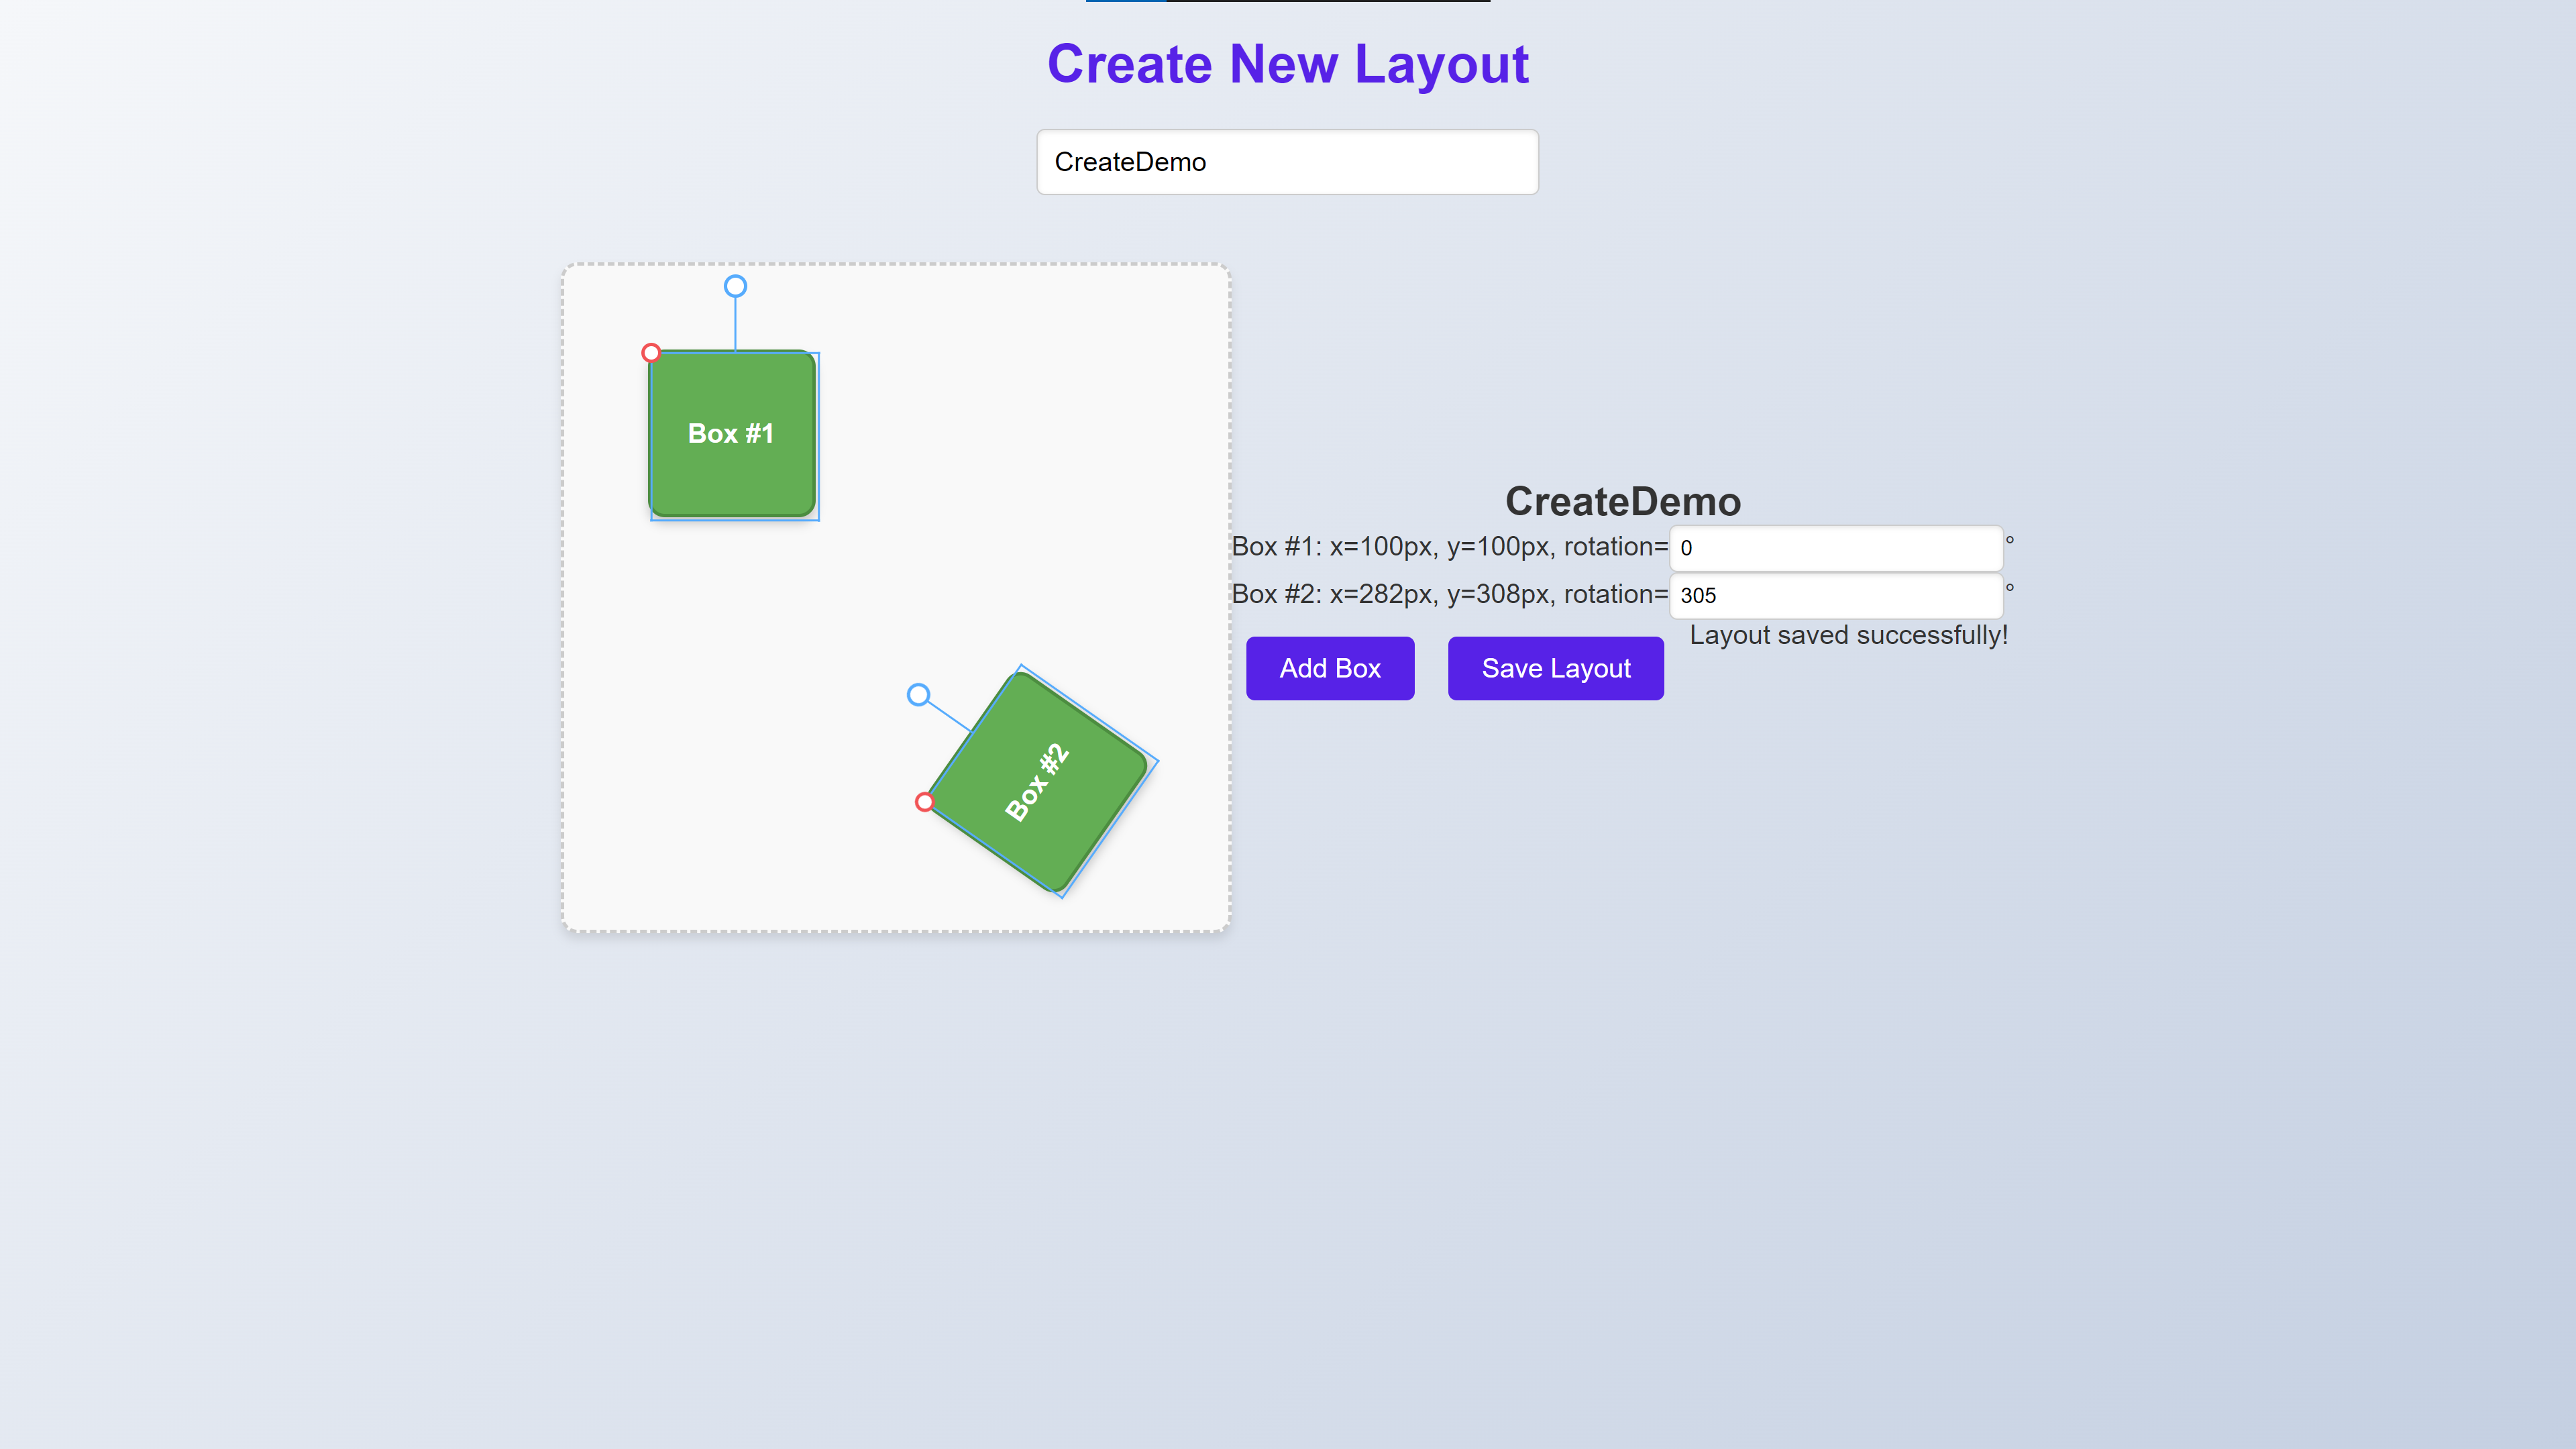 Create New Layout
CreateDemo
Box #1
Box #2
CreateDemo
Box #1: x=100px, y=100px, rotation= 0 °
Box #2: x=282px, y=308px, rotation= 305 °
Layout saved successfully!
Add Box Save Layout